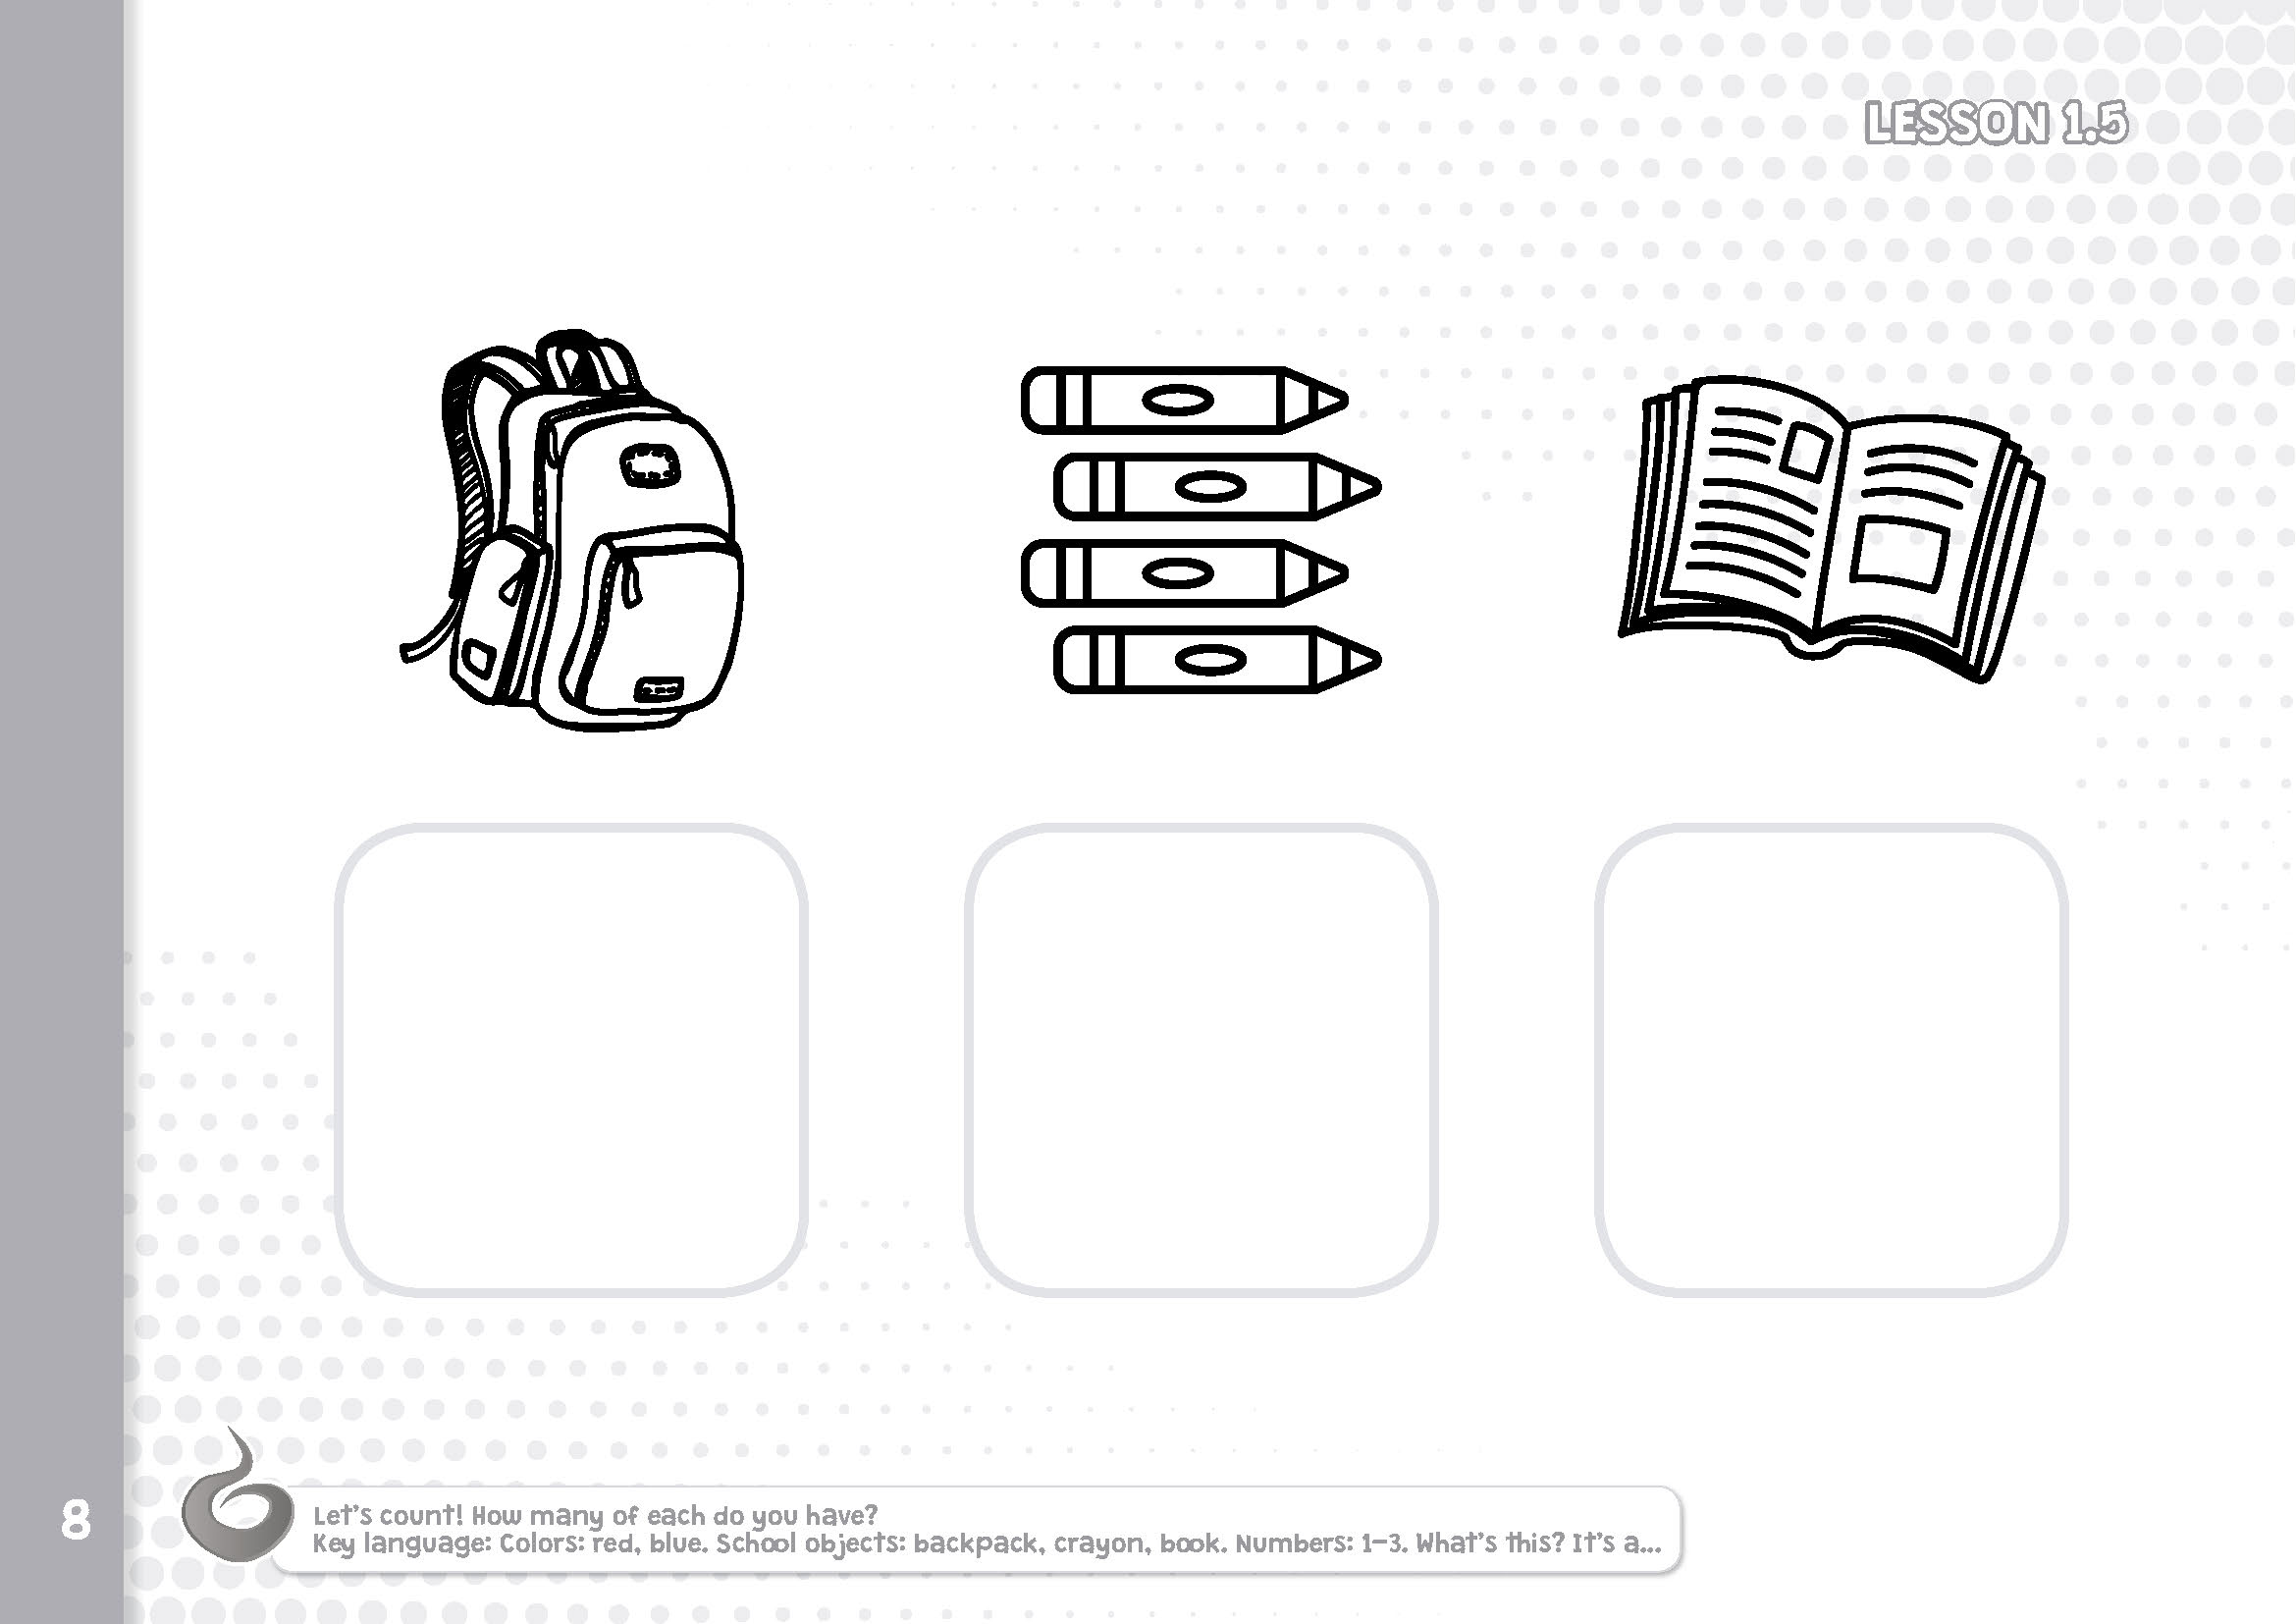 LESSON 1.5
Let's count! How many of each do you have?
Key language: Colors: red, blue. School objects: backpack, crayon, book. Numbers: 1–3. What's this? It's a...
8